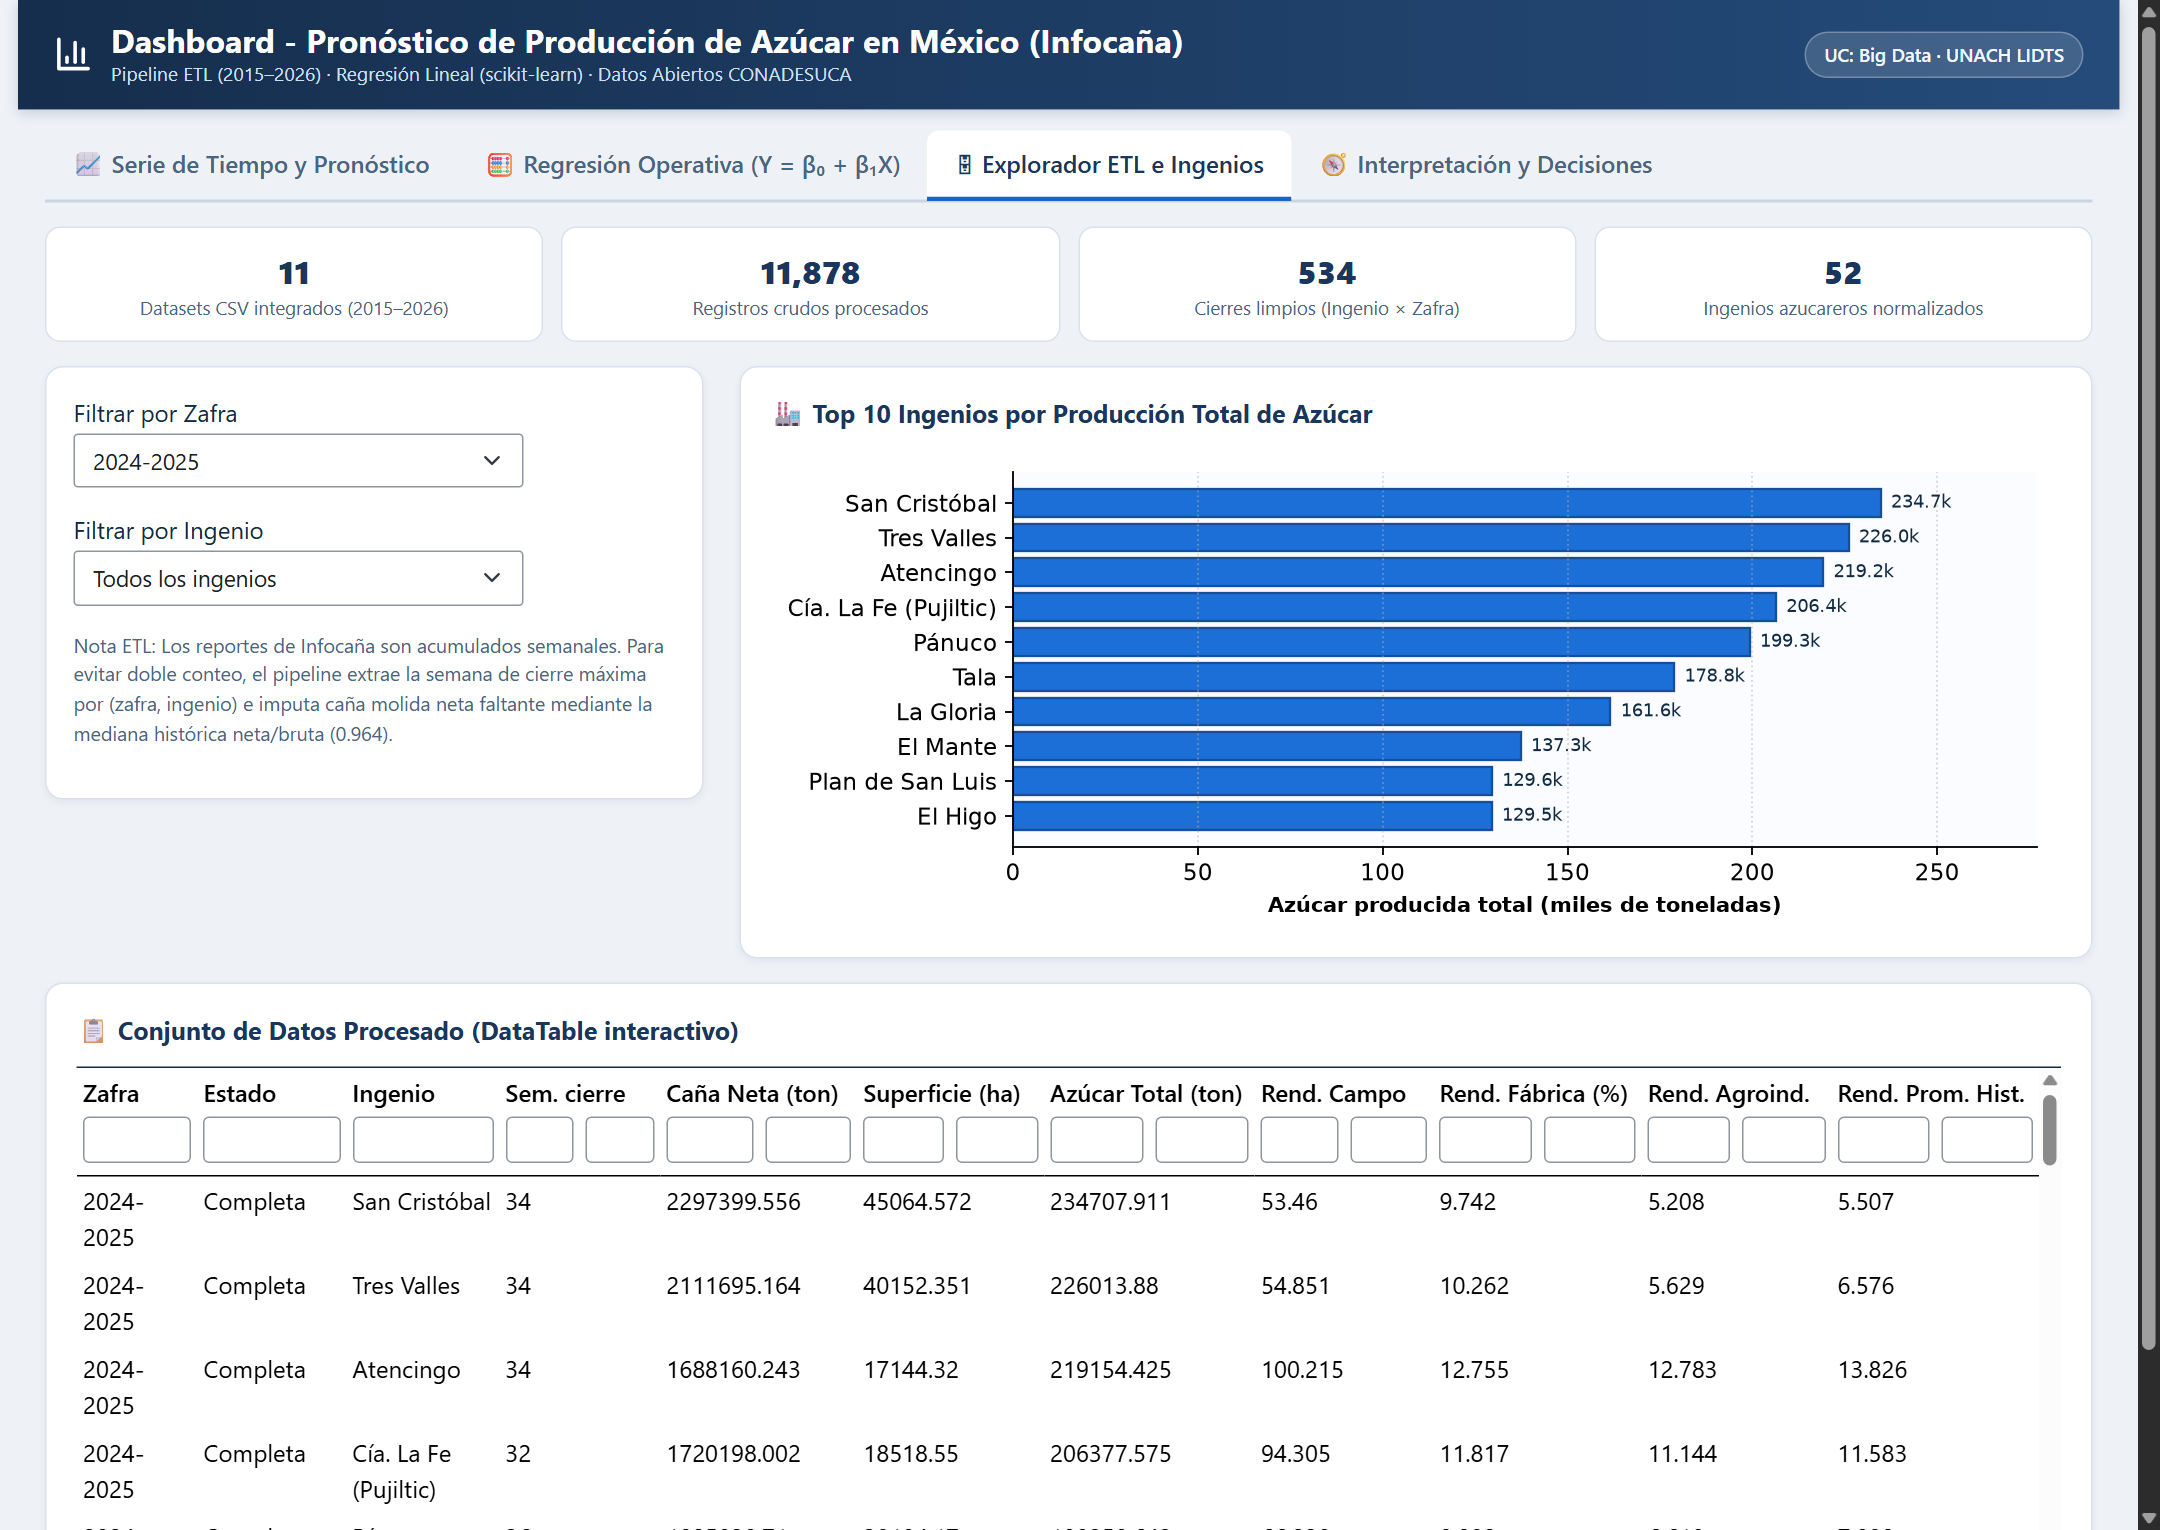 Dashboard - Pronóstico de Producción de Azúcar en México (Infocaña)
Pipeline ETL (2015–2026) · Regresión Lineal (scikit-learn) · Datos Abiertos CONADESUCA
UC: Big Data · UNACH LIDTS
Serie de Tiempo y Pronóstico
Regresión Operativa (Y = β₀ + β₁X)
Explorador ETL e Ingenios
Interpretación y Decisiones
11
Datasets CSV integrados (2015–2026)
11,878
Registros crudos procesados
534
Cierres limpios (Ingenio × Zafra)
52
Ingenios azucareros normalizados
Filtrar por Zafra
2024-2025
Filtrar por Ingenio
Todos los ingenios
Nota ETL: Los reportes de Infocaña son acumulados semanales. Para
evitar doble conteo, el pipeline extrae la semana de cierre máxima
por (zafra, ingenio) e imputa caña molida neta faltante mediante la
mediana histórica neta/bruta (0.964).
Top 10 Ingenios por Producción Total de Azúcar
San Cristóbal 234.7k
Tres Valles 226.0k
Atencingo 219.2k
Cía. La Fe (Pujiltic) 206.4k
Pánuco 199.3k
Tala 178.8k
La Gloria 161.6k
El Mante 137.3k
Plan de San Luis 129.6k
El Higo 129.5k
0 50 100 150 200 250
Azúcar producida total (miles de toneladas)
Conjunto de Datos Procesado (DataTable interactivo)
Zafra Estado Ingenio Sem. cierre Caña Neta (ton) Superficie (ha) Azúcar Total (ton) Rend. Campo Rend. Fábrica (%) Rend. Agroind. Rend. Prom. Hist.
2024- Completa San Cristóbal 34 2297399.556 45064.572 234707.911 53.46 9.742 5.208 5.507
2025
2024- Completa Tres Valles 34 2111695.164 40152.351 226013.88 54.851 10.262 5.629 6.576
2025
2024- Completa Atencingo 34 1688160.243 17144.32 219154.425 100.215 12.755 12.783 13.826
2025
2024- Completa Cía. La Fe 32 1720198.002 18518.55 206377.575 94.305 11.817 11.144 11.583
2025 (Pujiltic)